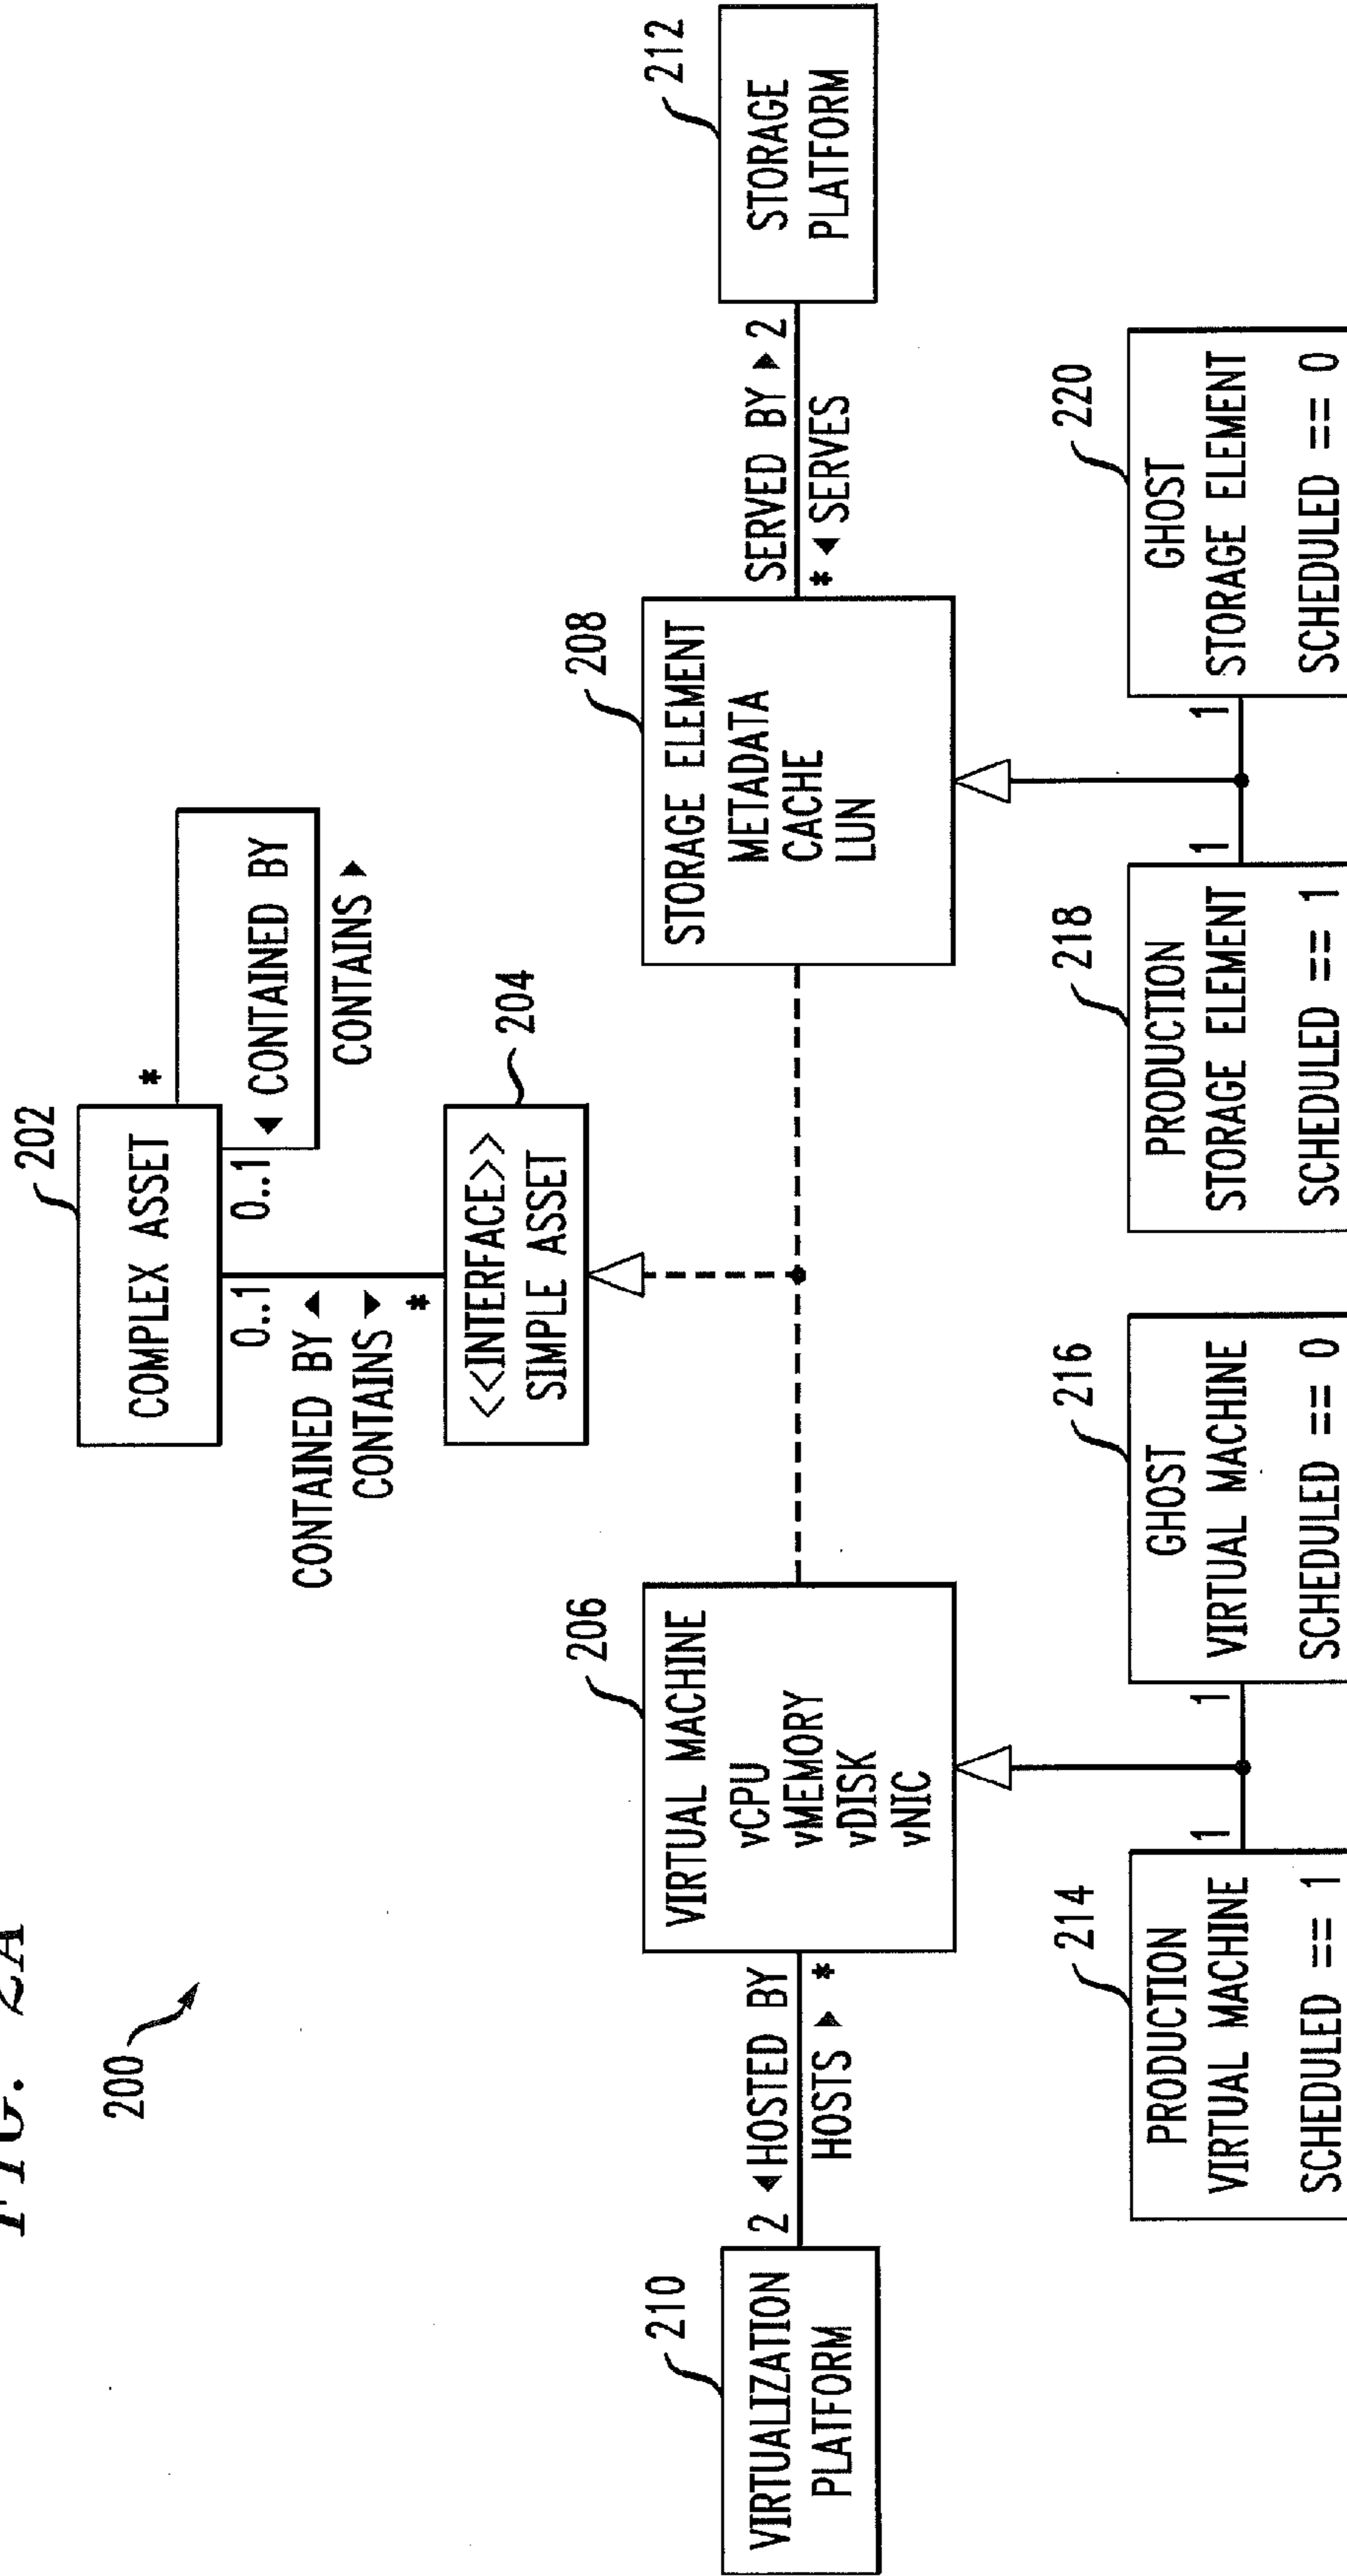 FIG. 2A
200
202
COMPLEX ASSET
*
0..1
◄ CONTAINED BY
CONTAINS ►
0..1
CONTAINED BY ▲
CONTAINS ▼
*
204
<<INTERFACE>>
SIMPLE ASSET
210
VIRTUALIZATION
PLATFORM
2 ◄ HOSTED BY
HOSTS ► *
206
VIRTUAL MACHINE
vCPU
vMEMORY
vDISK
vNIC
208
STORAGE ELEMENT
METADATA
CACHE
LUN
SERVED BY ► 2
* ◄ SERVES
212
STORAGE
PLATFORM
214
PRODUCTION
VIRTUAL MACHINE
SCHEDULED == 1
1
1
216
GHOST
VIRTUAL MACHINE
SCHEDULED == 0
218
PRODUCTION
STORAGE ELEMENT
SCHEDULED == 1
1
1
220
GHOST
STORAGE ELEMENT
SCHEDULED == 0